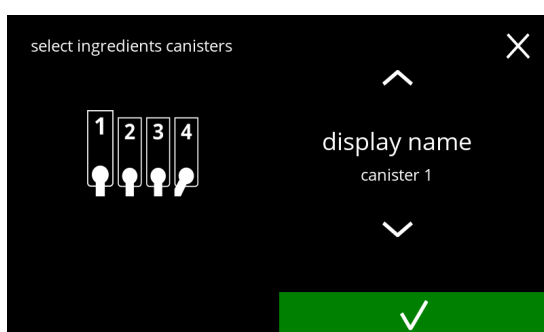 select ingredients canisters
1 2 3 4
display name
canister 1